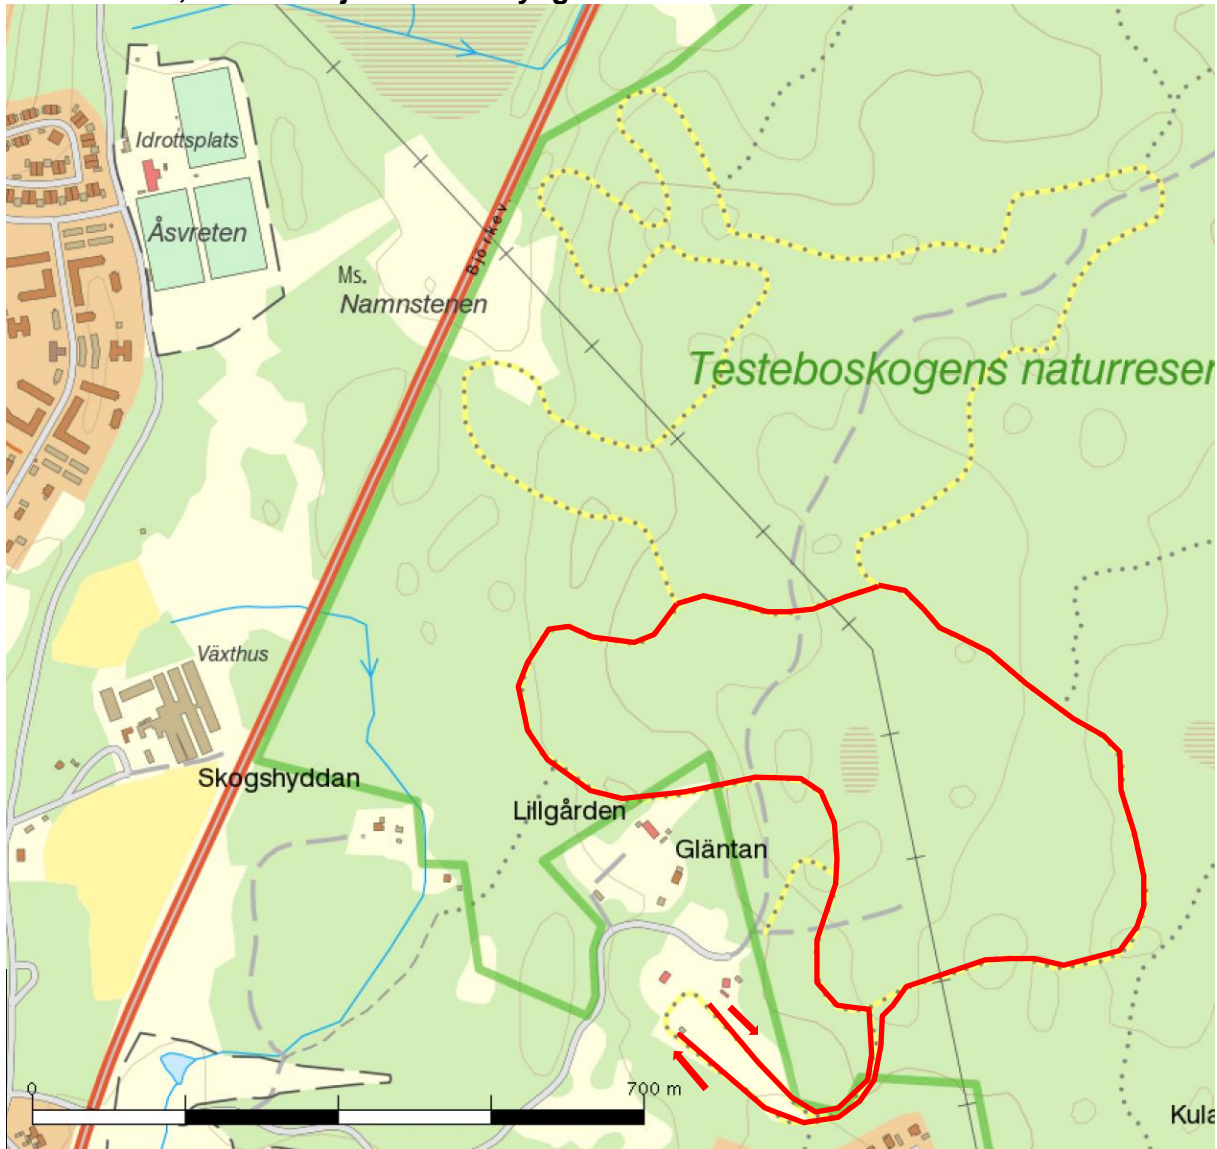 Idrottsplats
Åsvreten
Björkev.
Ms.
Namnstenen
Testeboskogens naturreser
Växthus
Skogshyddan
Lillgården
Gläntan
0
700 m
Kula